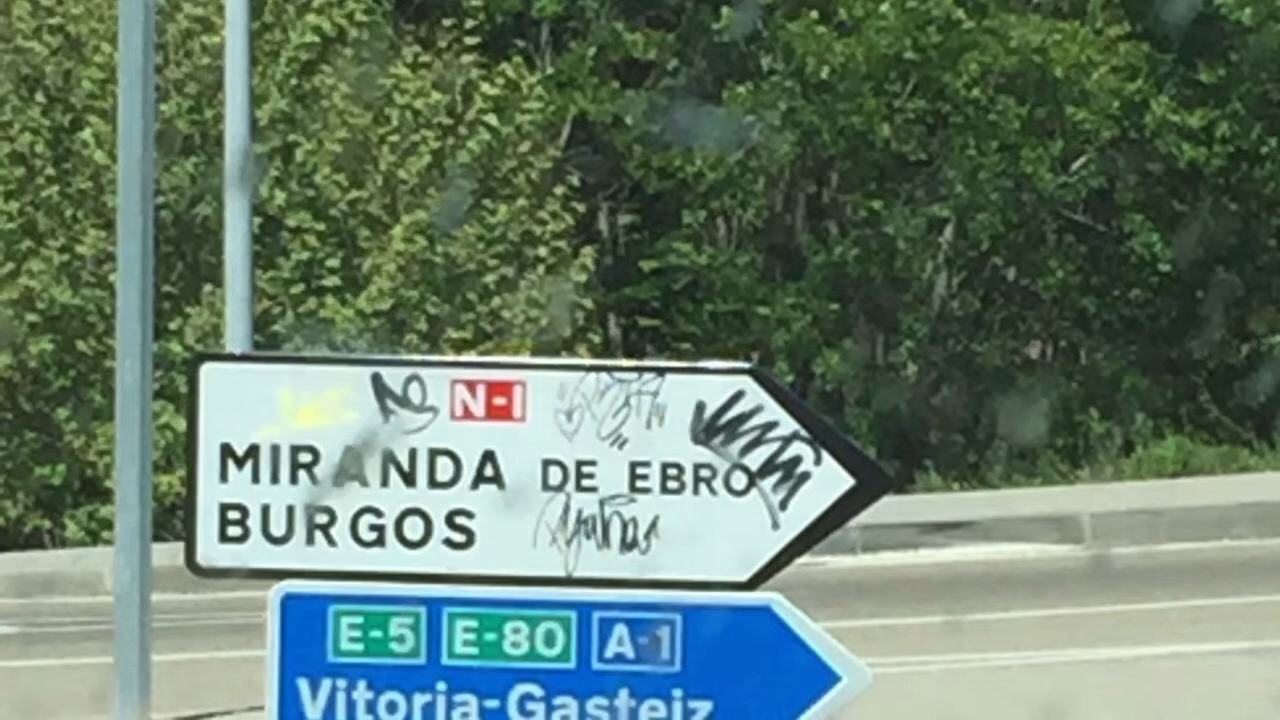 N-I
MIRANDA DE EBRO
BURGOS
E-5 E-80 A-1
Vitoria-Gasteiz